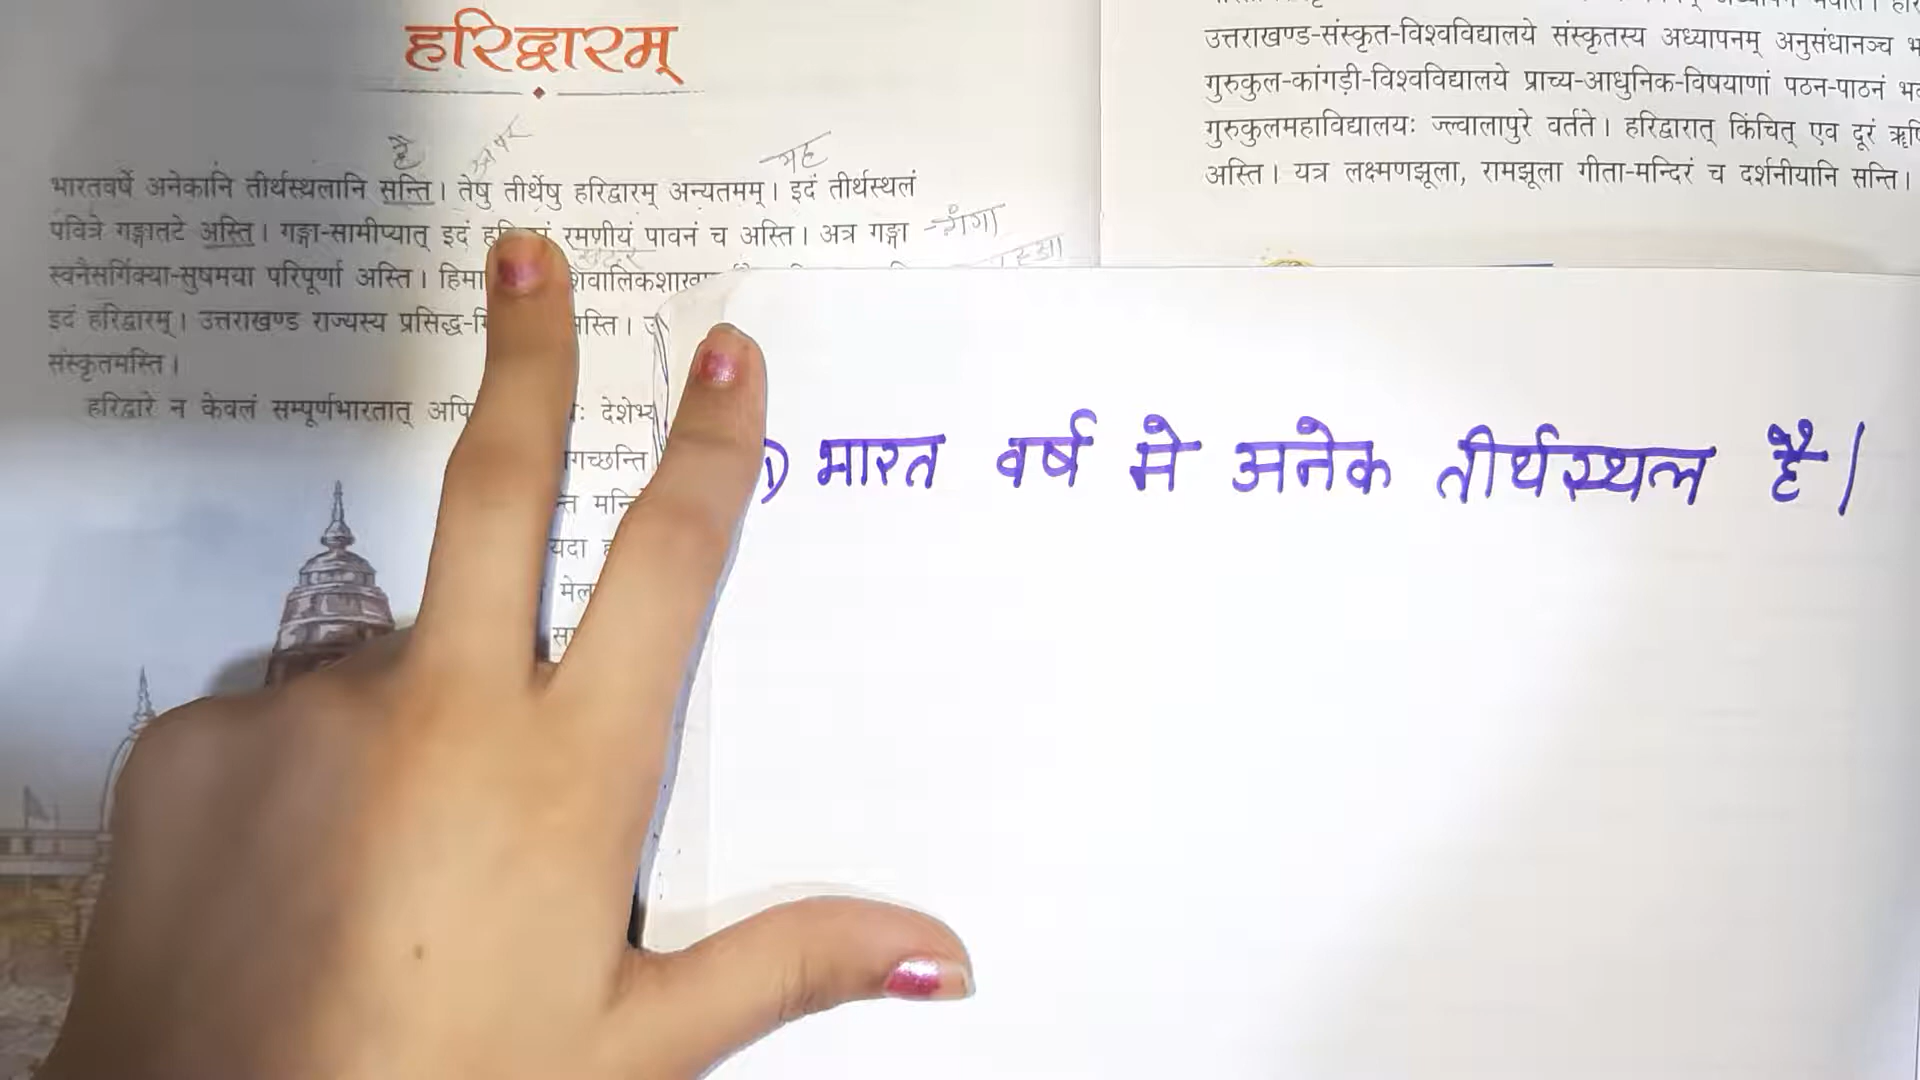 हरिद्वारम्
है
यह
भारतवर्षे अनेकानि तीर्थस्थलानि सन्ति। तेषु तीर्थेषु हरिद्वारम् अन्यतमम्। इदं तीर्थस्थलं
पवित्रे गङ्गातटे अस्ति। गङ्गा-सामीप्यात् इदं रमणीयं पावनं च अस्ति। अत्र गङ्गा
गंगा
स्वनैसर्गिक्या-सुषमया परिपूर्णा अस्ति। हिमा
इदं हरिद्वारम्। उत्तराखण्ड राज्यस्य प्रसिद्ध
संस्कृतमस्ति।
हरिद्वारे न केवलं सम्पूर्णभारतात् अपि देशेभ्य
गच्छन्ति
यदा
उत्तराखण्ड-संस्कृत-विश्वविद्यालये संस्कृतस्य अध्यापनम् अनुसंधानञ्च
गुरुकुल-कांगड़ी-विश्वविद्यालये प्राच्य-आधुनिक-विषयाणां पठन-पाठनं
गुरुकुलमहाविद्यालयः ज्वालापुरे वर्तते। हरिद्वारात् किंचित् एव दूरं
अस्ति। यत्र लक्ष्मणझूला, रामझूला गीता-मन्दिरं च दर्शनीयानि सन्ति।
1) भारत वर्ष मे अनेक तीर्थस्थल है।